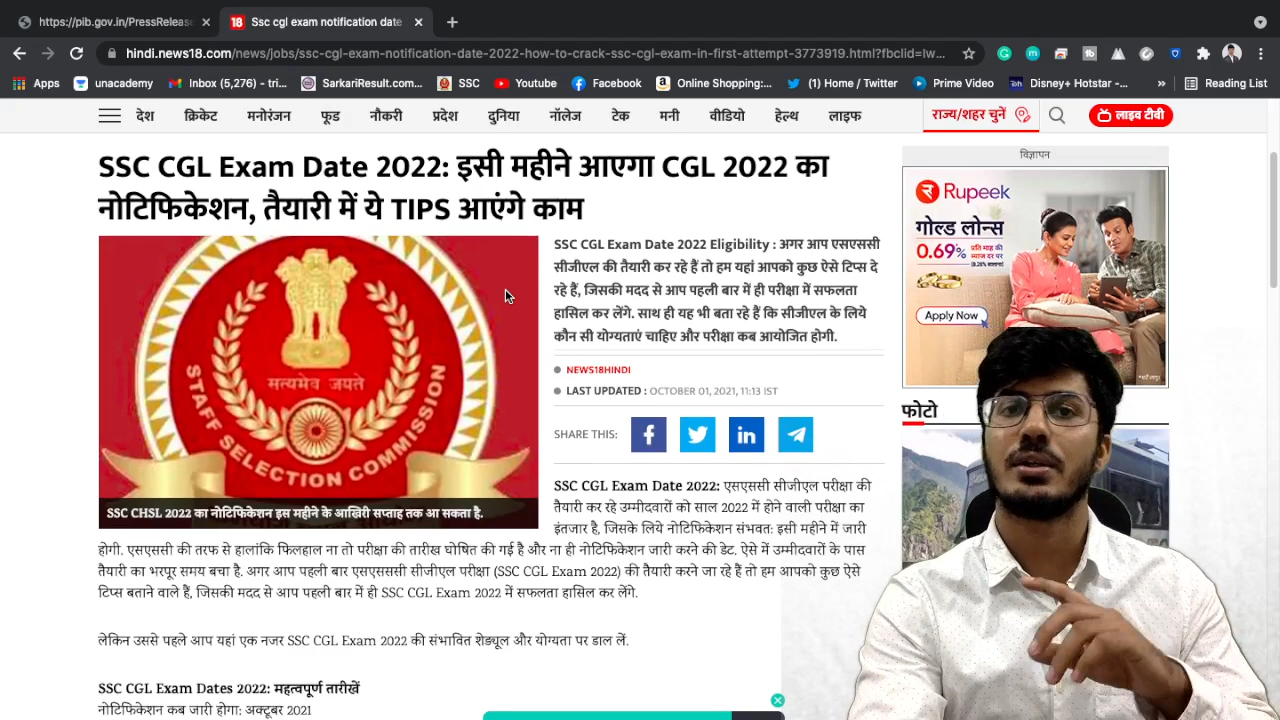 https://pib.gov.in/PressReleas
18 Ssc cgl exam notification date
hindi.news18.com/news/jobs/ssc-cgl-exam-notification-date-2022-how-to-crack-ssc-cgl-exam-in-first-attempt-3773919.html?fbclid=Iw...
Apps unacademy Inbox (5,276) - tri... SarkariResult.com... SSC Youtube Facebook Online Shopping:... (1) Home / Twitter Prime Video Disney+ Hotstar -... » Reading List
देश क्रिकेट मनोरंजन फूड नौकरी प्रदेश दुनिया नॉलेज टेक मनी वीडियो हेल्थ लाइफ राज्य/शहर चुनें लाइव टीवी
SSC CGL Exam Date 2022: इसी महीने आएगा CGL 2022 का
नोटिफिकेशन, तैयारी में ये TIPS आएंगे काम
सत्यमेव जयते
STAFF SELECTION COMMISSION
SSC CHSL 2022 का नोटिफिकेशन इस महीने के आखिरी सप्ताह तक आ सकता है.
SSC CGL Exam Date 2022 Eligibility : अगर आप एसएससी
सीजीएल की तैयारी कर रहे हैं तो हम यहां आपको कुछ ऐसे टिप्स दे
रहे हैं, जिसकी मदद से आप पहली बार में ही परीक्षा में सफलता
हासिल कर लेंगे. साथ ही यह भी बता रहे हैं कि सीजीएल के लिये
कौन सी योग्यताएं चाहिए और परीक्षा कब आयोजित होगी.
NEWS18HINDI
LAST UPDATED : OCTOBER 01, 2021, 11:13 IST
SHARE THIS:
SSC CGL Exam Date 2022: एसएससी सीजीएल परीक्षा की
तैयारी कर रहे उम्मीदवारों को साल 2022 में होने वाली परीक्षा का
इंतजार है, जिसके लिये नोटिफिकेशन संभवत: इसी महीने में जारी
होगी. एसएससी की तरफ से हालांकि फिलहाल ना तो परीक्षा की तारीख घोषित की गई है और ना ही नोटिफिकेशन जारी करने की डेट. ऐसे में उम्मीदवारों के पास
तैयारी का भरपूर समय बचा है. अगर आप पहली बार एसएसससी सीजीएल परीक्षा (SSC CGL Exam 2022) की तैयारी करने जा रहे हैं तो हम आपको कुछ ऐसे
टिप्स बताने वाले हैं, जिसकी मदद से आप पहली बार में ही SSC CGL Exam 2022 में सफलता हासिल कर लेंगे.
लेकिन उससे पहले आप यहां एक नजर SSC CGL Exam 2022 की संभावित शेड्यूल और योग्यता पर डाल लें.
SSC CGL Exam Dates 2022: महत्वपूर्ण तारीखें
नोटिफिकेशन कब जारी होगा: अक्टूबर 2021
विज्ञापन
Rupeek
गोल्ड लोन्स
0.69% प्रति माह की
ब्याज दर पर
Apply Now
फोटो